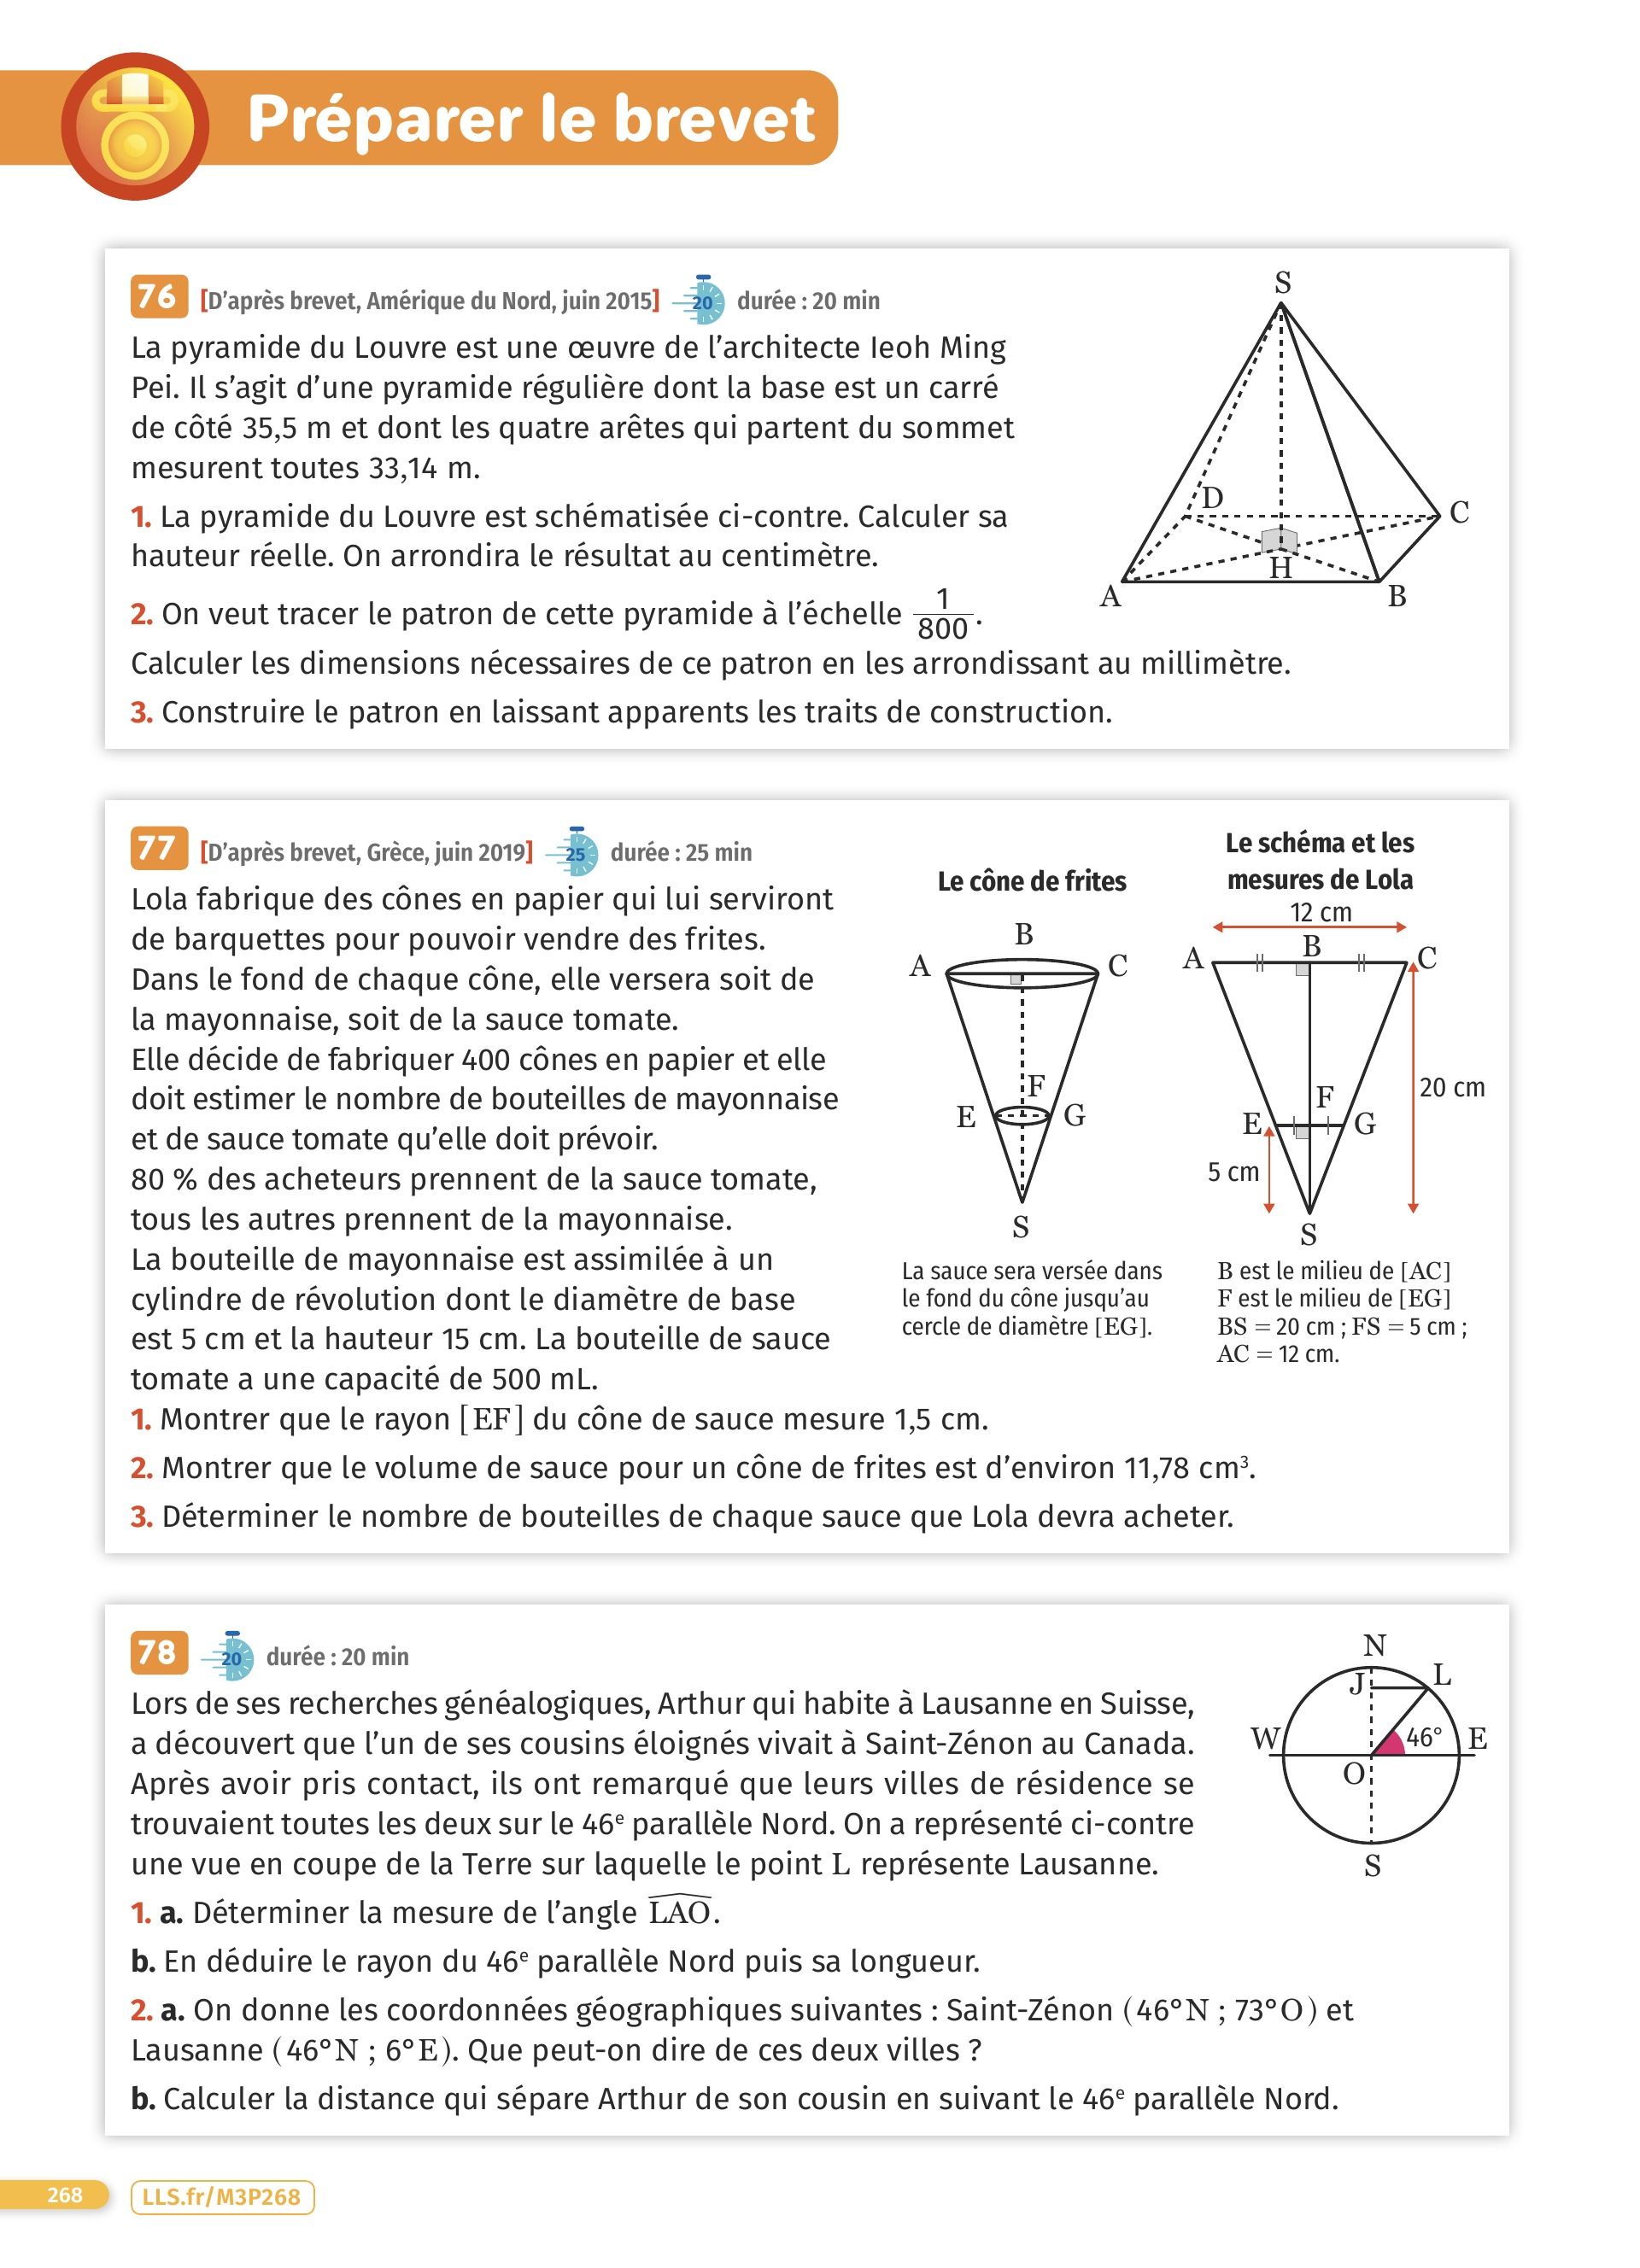 Préparer le brevet
76 [D'après brevet, Amérique du Nord, juin 2015] 20 durée : 20 min
La pyramide du Louvre est une œuvre de l'architecte Ieoh Ming
Pei. Il s'agit d'une pyramide régulière dont la base est un carré
de côté 35,5 m et dont les quatre arêtes qui partent du sommet
mesurent toutes 33,14 m.
1. La pyramide du Louvre est schématisée ci-contre. Calculer sa
hauteur réelle. On arrondira le résultat au centimètre.
2. On veut tracer le patron de cette pyramide à l'échelle 1/800.
Calculer les dimensions nécessaires de ce patron en les arrondissant au millimètre.
3. Construire le patron en laissant apparents les traits de construction.
S
D
C
H
A
B
77 [D'après brevet, Grèce, juin 2019] 25 durée : 25 min
Lola fabrique des cônes en papier qui lui serviront
de barquettes pour pouvoir vendre des frites.
Dans le fond de chaque cône, elle versera soit de
la mayonnaise, soit de la sauce tomate.
Elle décide de fabriquer 400 cônes en papier et elle
doit estimer le nombre de bouteilles de mayonnaise
et de sauce tomate qu'elle doit prévoir.
80 % des acheteurs prennent de la sauce tomate,
tous les autres prennent de la mayonnaise.
La bouteille de mayonnaise est assimilée à un
cylindre de révolution dont le diamètre de base
est 5 cm et la hauteur 15 cm. La bouteille de sauce
tomate a une capacité de 500 mL.
Le cône de frites
B
A
C
F
E
G
S
La sauce sera versée dans
le fond du cône jusqu'au
cercle de diamètre [EG].
Le schéma et les
mesures de Lola
12 cm
A
B
C
F
20 cm
E
G
5 cm
S
B est le milieu de [AC]
F est le milieu de [EG]
BS = 20 cm ; FS = 5 cm ;
AC = 12 cm.
1. Montrer que le rayon [EF] du cône de sauce mesure 1,5 cm.
2. Montrer que le volume de sauce pour un cône de frites est d'environ 11,78 cm³.
3. Déterminer le nombre de bouteilles de chaque sauce que Lola devra acheter.
78 20 durée : 20 min
Lors de ses recherches généalogiques, Arthur qui habite à Lausanne en Suisse,
a découvert que l'un de ses cousins éloignés vivait à Saint-Zénon au Canada.
Après avoir pris contact, ils ont remarqué que leurs villes de résidence se
trouvaient toutes les deux sur le 46e parallèle Nord. On a représenté ci-contre
une vue en coupe de la Terre sur laquelle le point L représente Lausanne.
N
J
L
W
46°
E
O
S
1. a. Déterminer la mesure de l'angle L͡AO.
b. En déduire le rayon du 46e parallèle Nord puis sa longueur.
2. a. On donne les coordonnées géographiques suivantes : Saint-Zénon (46°N ; 73°O) et
Lausanne (46°N ; 6°E). Que peut-on dire de ces deux villes ?
b. Calculer la distance qui sépare Arthur de son cousin en suivant le 46e parallèle Nord.
268
LLS.fr/M3P268